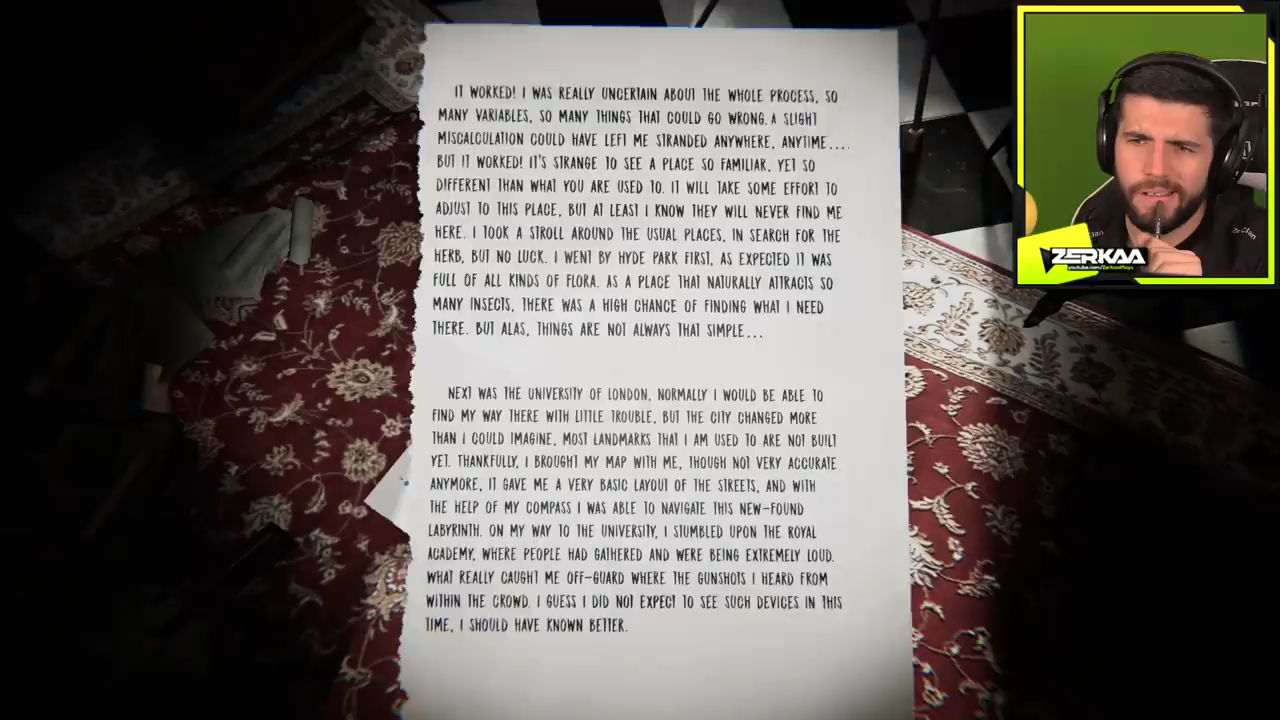 IT WORKED! I WAS REALLY UNCERTAIN ABOUT THE WHOLE PROCESS, SO
MANY VARIABLES, SO MANY THINGS THAT COULD GO WRONG. A SLIGHT
MISCALCULATION COULD HAVE LEFT ME STRANDED ANYWHERE, ANYTIME....
BUT IT WORKED! IT'S STRANGE TO SEE A PLACE SO FAMILIAR, YET SO
DIFFERENT THAN WHAT YOU ARE USED TO. IT WILL TAKE SOME EFFORT TO
ADJUST TO THIS PLACE, BUT AT LEAST I KNOW THEY WILL NEVER FIND ME
HERE. I TOOK A STROLL AROUND THE USUAL PLACES, IN SEARCH FOR THE
HERB, BUT NO LUCK. I WENT BY HYDE PARK FIRST, AS EXPECTED IT WAS
FULL OF ALL KINDS OF FLORA. AS A PLACE THAT NATURALLY ATTRACTS SO
MANY INSECTS, THERE WAS A HIGH CHANCE OF FINDING WHAT I NEED
THERE. BUT ALAS, THINGS ARE NOT ALWAYS THAT SIMPLE...
NEXT WAS THE UNIVERSITY OF LONDON, NORMALLY I WOULD BE ABLE TO
FIND MY WAY THERE WITH LITTLE TROUBLE, BUT THE CITY CHANGED MORE
THAN I COULD IMAGINE, MOST LANDMARKS THAT I AM USED TO ARE NOT BUILT
YET. THANKFULLY, I BROUGHT MY MAP WITH ME, THOUGH NOT VERY ACCURATE
ANYMORE, IT GAVE ME A VERY BASIC LAYOUT OF THE STREETS, AND WITH
THE HELP OF MY COMPASS I WAS ABLE TO NAVIGATE THIS NEW-FOUND
LABYRINTH. ON MY WAY TO THE UNIVERSITY, I STUMBLED UPON THE ROYAL
ACADEMY, WHERE PEOPLE HAD GATHERED AND WERE BEING EXTREMELY LOUD.
WHAT REALLY CAUGHT ME OFF-GUARD WHERE THE GUNSHOTS I HEARD FROM
WITHIN THE CROWD. I GUESS I DID NOT EXPECT TO SEE SUCH DEVICES IN THIS
TIME, I SHOULD HAVE KNOWN BETTER.
ZERKAA
youtube.com/ZerkaaPlays